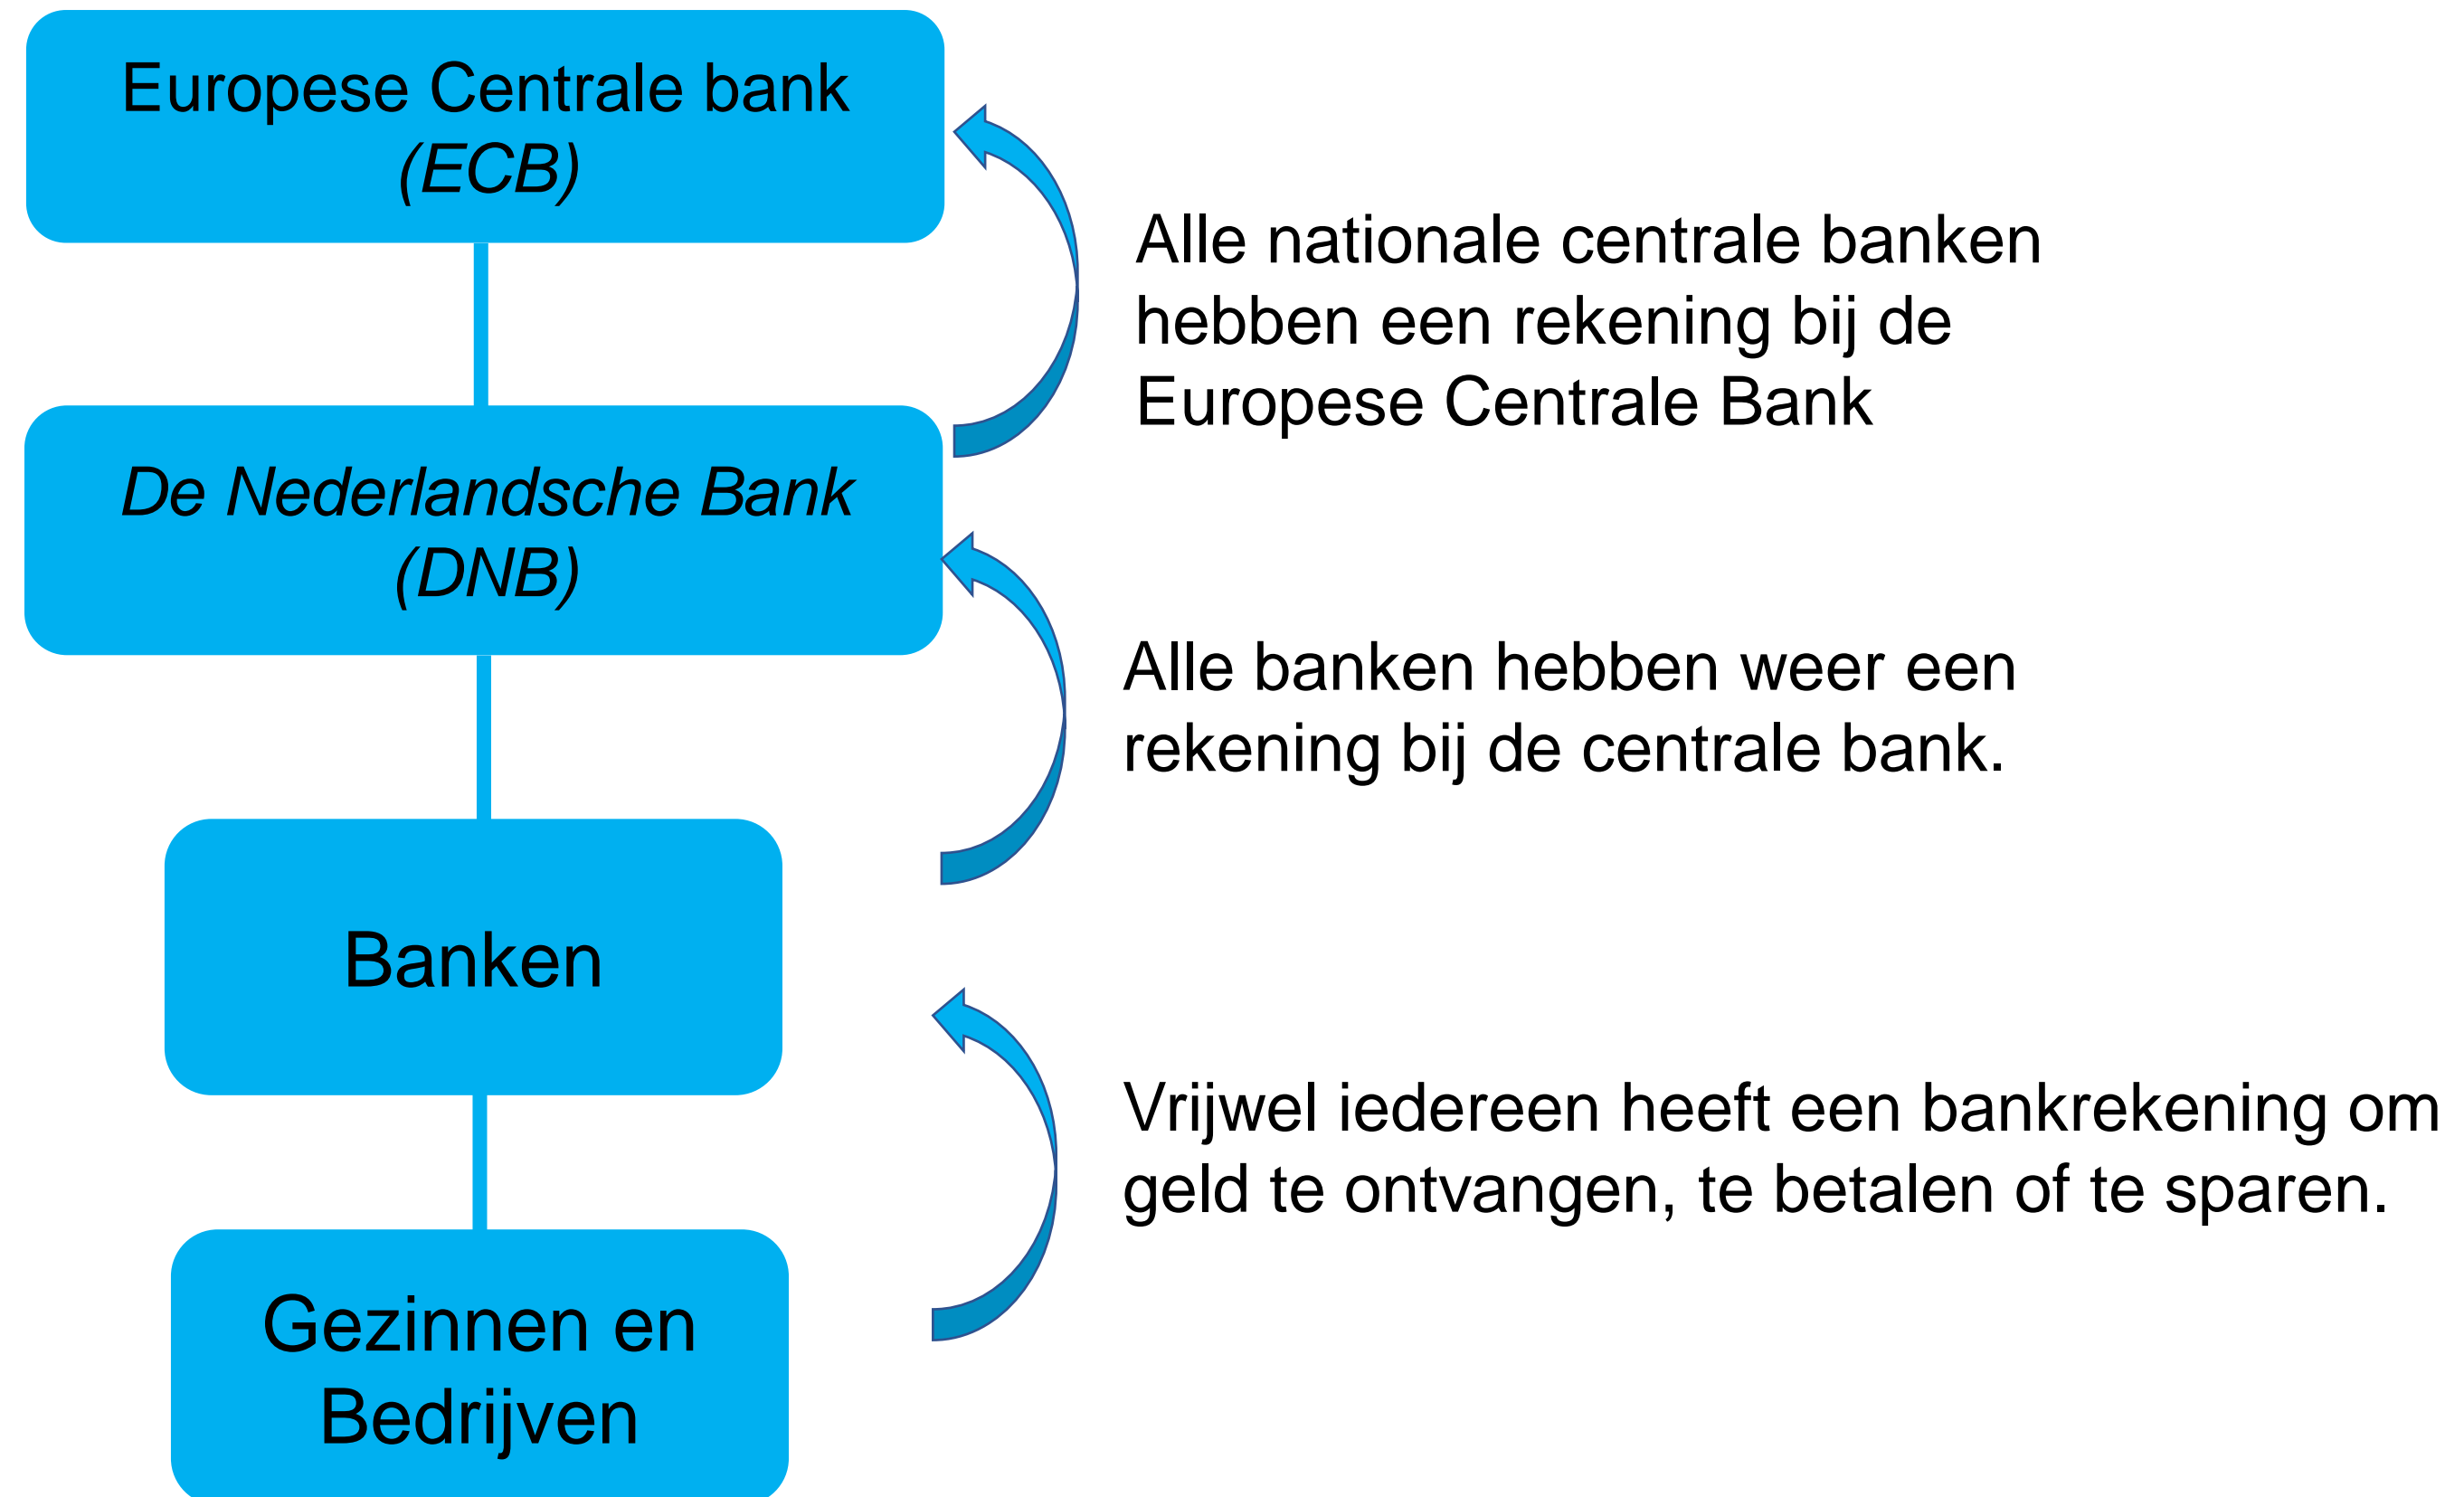 Europese Centrale bank
(ECB)
Alle nationale centrale banken
hebben een rekening bij de
Europese Centrale Bank
De Nederlandsche Bank
(DNB)
Alle banken hebben weer een
rekening bij de centrale bank.
Banken
Vrijwel iedereen heeft een bankrekening om
geld te ontvangen, te betalen of te sparen.
Gezinnen en
Bedrijven